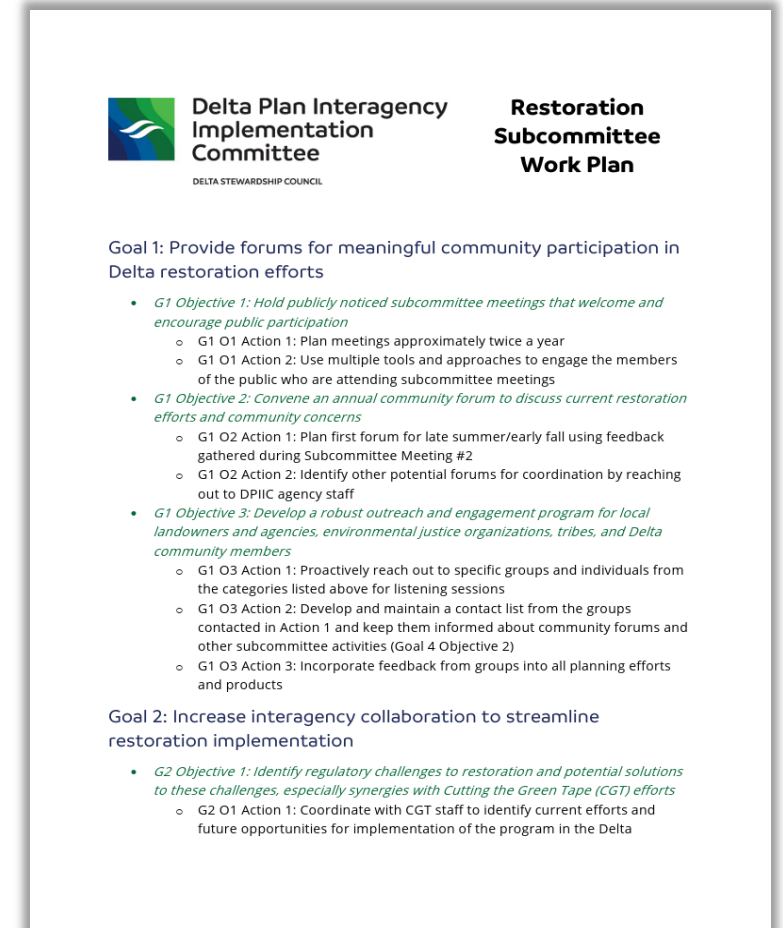 Delta Plan Interagency
Implementation
Committee
DELTA STEWARDSHIP COUNCIL
Restoration
Subcommittee
Work Plan
Goal 1: Provide forums for meaningful community participation in
Delta restoration efforts
• G1 Objective 1: Hold publicly noticed subcommittee meetings that welcome and
encourage public participation
o G1 O1 Action 1: Plan meetings approximately twice a year
o G1 O1 Action 2: Use multiple tools and approaches to engage the members
of the public who are attending subcommittee meetings
• G1 Objective 2: Convene an annual community forum to discuss current restoration
efforts and community concerns
o G1 O2 Action 1: Plan first forum for late summer/early fall using feedback
gathered during Subcommittee Meeting #2
o G1 O2 Action 2: Identify other potential forums for coordination by reaching
out to DPIIC agency staff
• G1 Objective 3: Develop a robust outreach and engagement program for local
landowners and agencies, environmental justice organizations, tribes, and Delta
community members
o G1 O3 Action 1: Proactively reach out to specific groups and individuals from
the categories listed above for listening sessions
o G1 O3 Action 2: Develop and maintain a contact list from the groups
contacted in Action 1 and keep them informed about community forums and
other subcommittee activities (Goal 4 Objective 2)
o G1 O3 Action 3: Incorporate feedback from groups into all planning efforts
and products
Goal 2: Increase interagency collaboration to streamline
restoration implementation
• G2 Objective 1: Identify regulatory challenges to restoration and potential solutions
to these challenges, especially synergies with Cutting the Green Tape (CGT) efforts
o G2 O1 Action 1: Coordinate with CGT staff to identify current efforts and
future opportunities for implementation of the program in the Delta